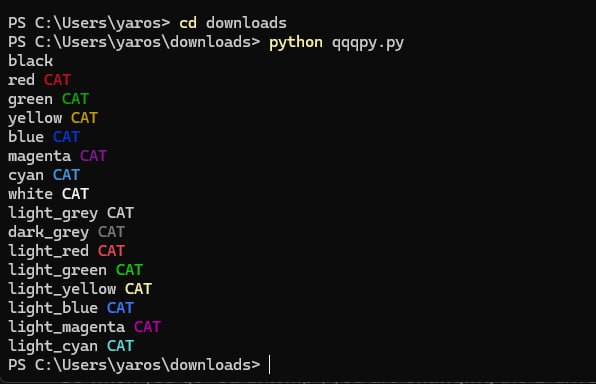 PS C:\Users\yaros> cd downloads
PS C:\Users\yaros\downloads> python qqqpy.py
black
red CAT
green CAT
yellow CAT
blue CAT
magenta CAT
cyan CAT
white CAT
light_grey CAT
dark_grey CAT
light_red CAT
light_green CAT
light_yellow CAT
light_blue CAT
light_magenta CAT
light_cyan CAT
PS C:\Users\yaros\downloads>